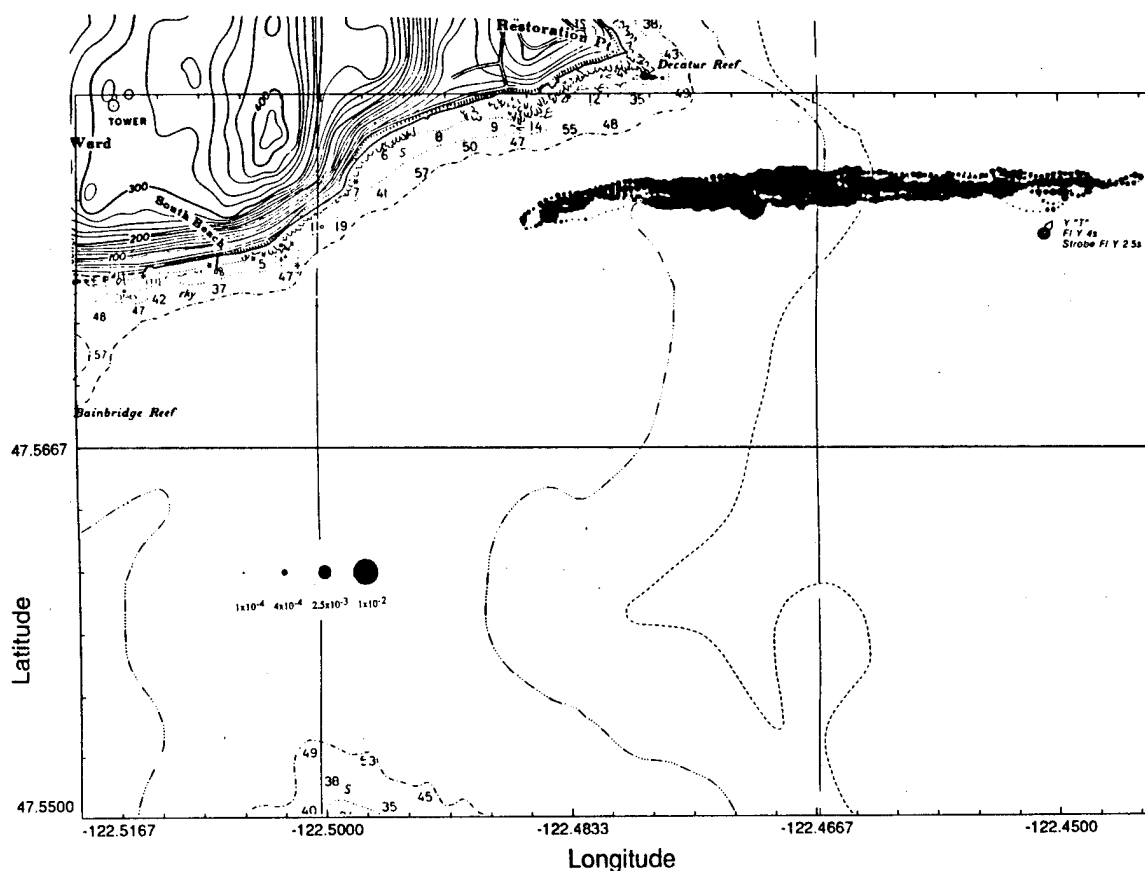 38
Restoration Pt
43
Decatur Reef
400
12 35 49
TOWER
9 14 55 48
8
Ward
6 S
50 47
57
300
7 41
South Beach
11 19
Y "T"
Fl Y 4s
Strobe Fl Y 2.5s
200
100
5
47
37
rky
42
47
48
57
Bainbridge Reef
47.5667
1x10-4 4x10-4 2.5x10-3 1x10-2
Latitude
49
53
38
S
45
35
40
47.5500
-122.5167 -122.5000 -122.4833 -122.4667 -122.4500
Longitude